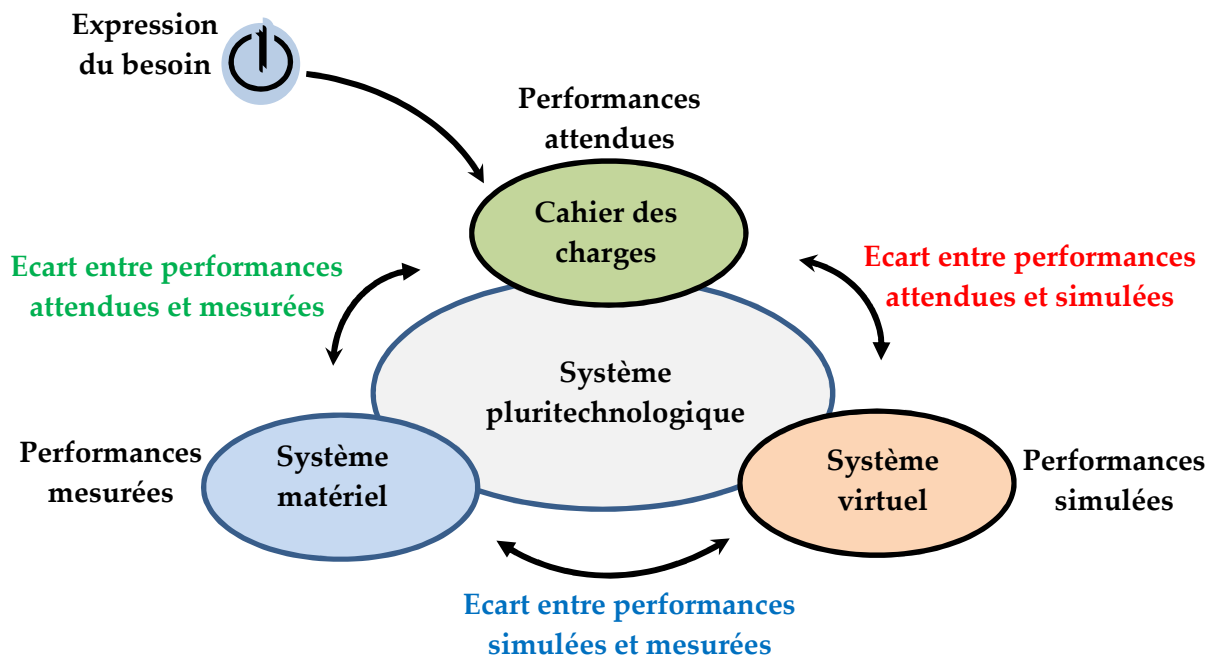 Expression
du besoin
Performances
attendues
Cahier des
charges
Ecart entre performances
attendues et mesurées
Ecart entre performances
attendues et simulées
Système
pluritechnologique
Performances
mesurées
Système
matériel
Système
virtuel
Performances
simulées
Ecart entre performances
simulées et mesurées